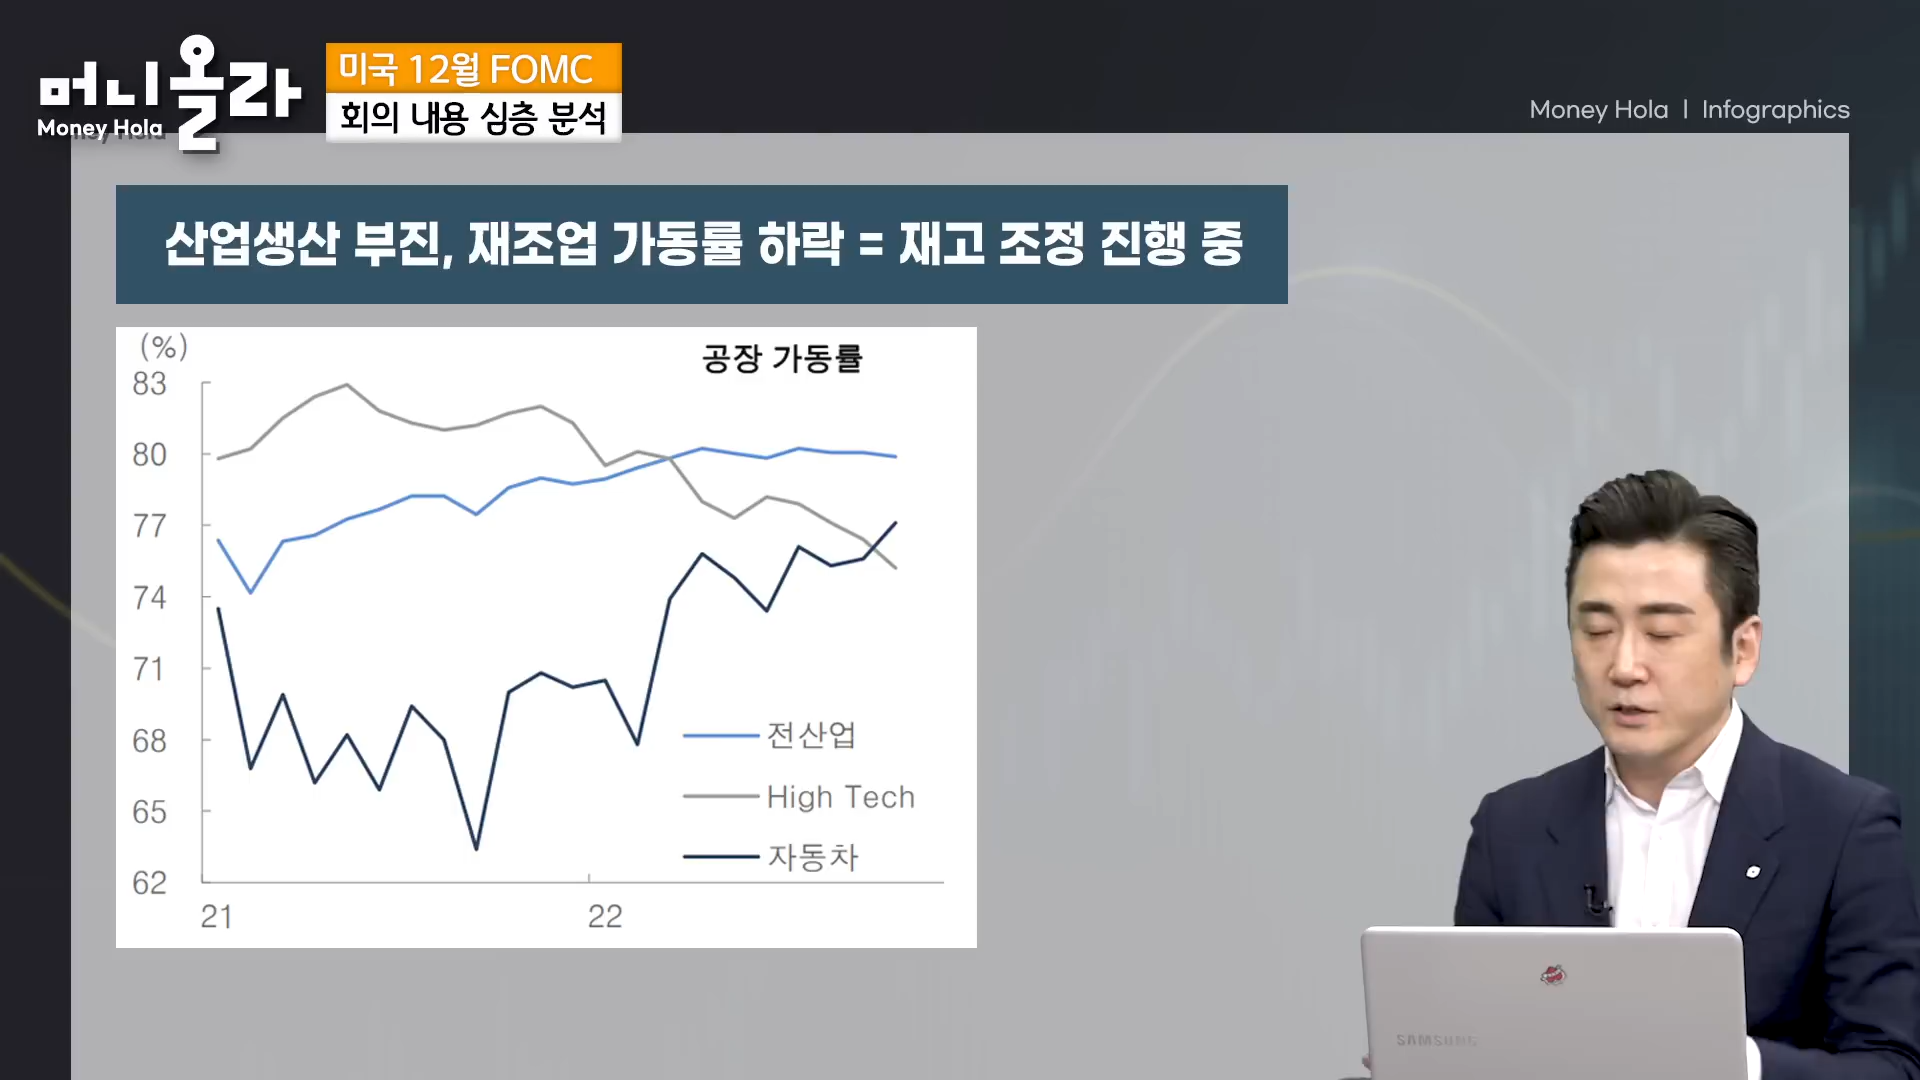 머니올라
Money Hola
미국 12월 FOMC
회의 내용 심층 분석
Money Hola | Infographics
산업생산 부진, 재조업 가동률 하락 = 재고 조정 진행 중
(%)
공장 가동률
83
80
77
74
71
68
65
62
21
22
전산업
High Tech
자동차
SAMSUNG